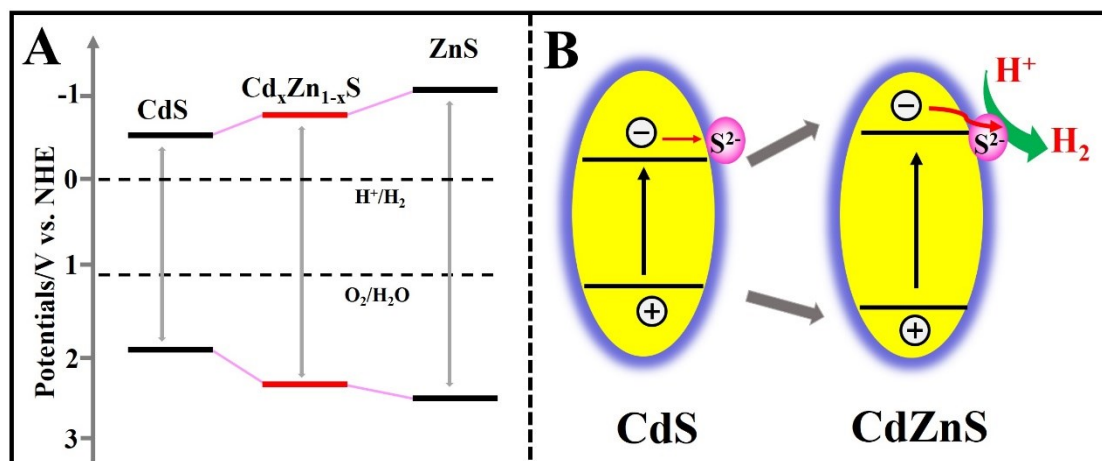 A
Potentials/V vs. NHE
-1
0
1
2
3
CdS
CdₓZn₁₋ₓS
ZnS
H⁺/H₂
O₂/H₂O
B
S²⁻
−
+
CdS
S²⁻
H⁺
H₂
−
+
CdZnS